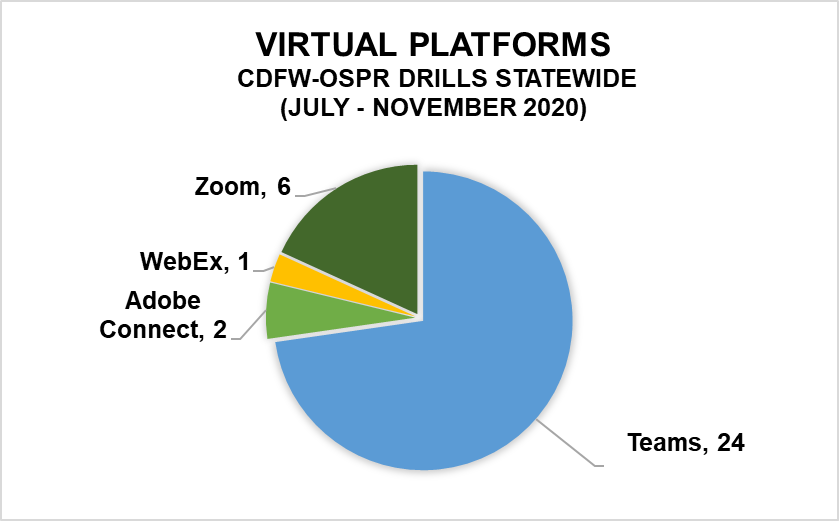 VIRTUAL PLATFORMS
CDFW-OSPR DRILLS STATEWIDE
(JULY - NOVEMBER 2020)
Zoom, 6
WebEx, 1
Adobe
Connect, 2
Teams, 24